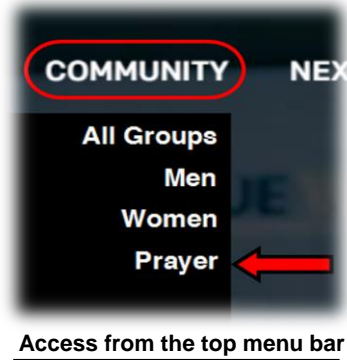 COMMUNITY NEX
All Groups
Men
Women
Prayer
Access from the top menu bar